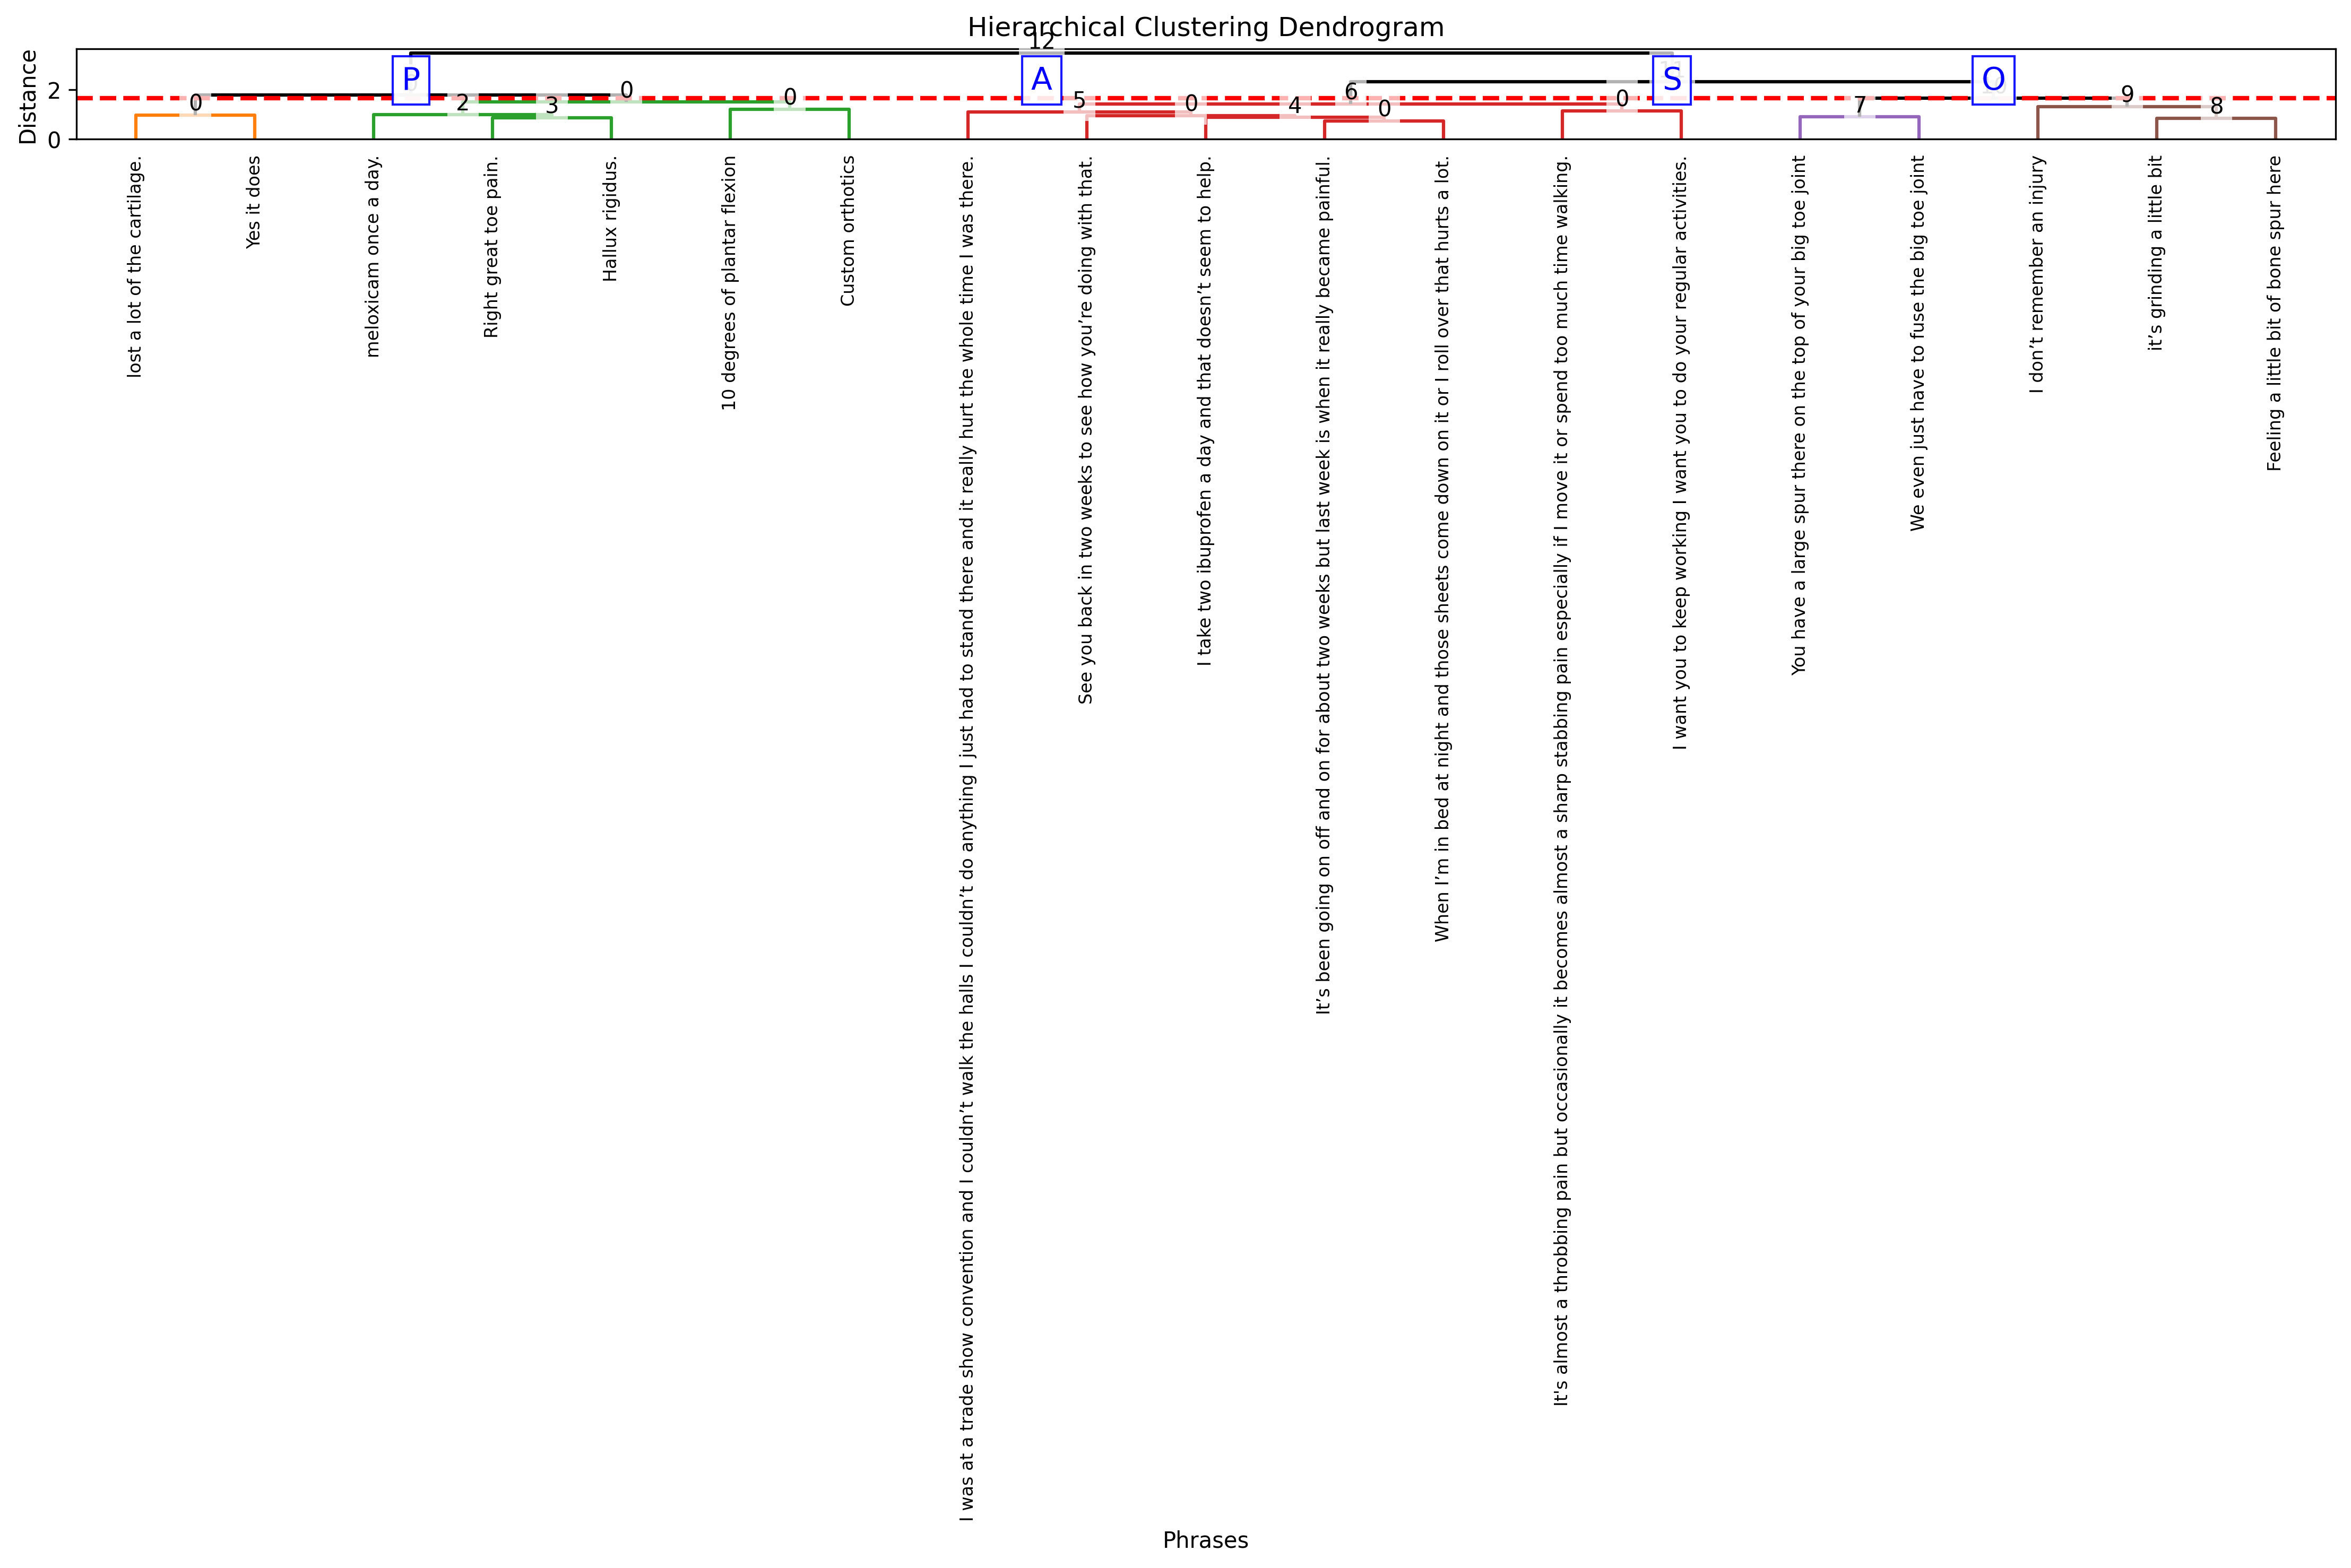 Hierarchical Clustering Dendrogram
12
Distance
2
0
P
A
S
O
0
2
3
0
0
5
0
4
6
0
0
7
9
8
lost a lot of the cartilage.
Yes it does
meloxicam once a day.
Right great toe pain.
Hallux rigidus.
10 degrees of plantar flexion
Custom orthotics
I was at a trade show convention and I couldn’t walk the halls I couldn’t do anything I just had to stand there and it really hurt the whole time I was there.
See you back in two weeks to see how you’re doing with that.
I take two ibuprofen a day and that doesn’t seem to help.
It’s been going on off and on for about two weeks but last week is when it really became painful.
When I’m in bed at night and those sheets come down on it or I roll over that hurts a lot.
It's almost a throbbing pain but occasionally it becomes almost a sharp stabbing pain especially if I move it or spend too much time walking.
I want you to keep working I want you to do your regular activities.
You have a large spur there on the top of your big toe joint
We even just have to fuse the big toe joint
I don’t remember an injury
it’s grinding a little bit
Feeling a little bit of bone spur here
Phrases